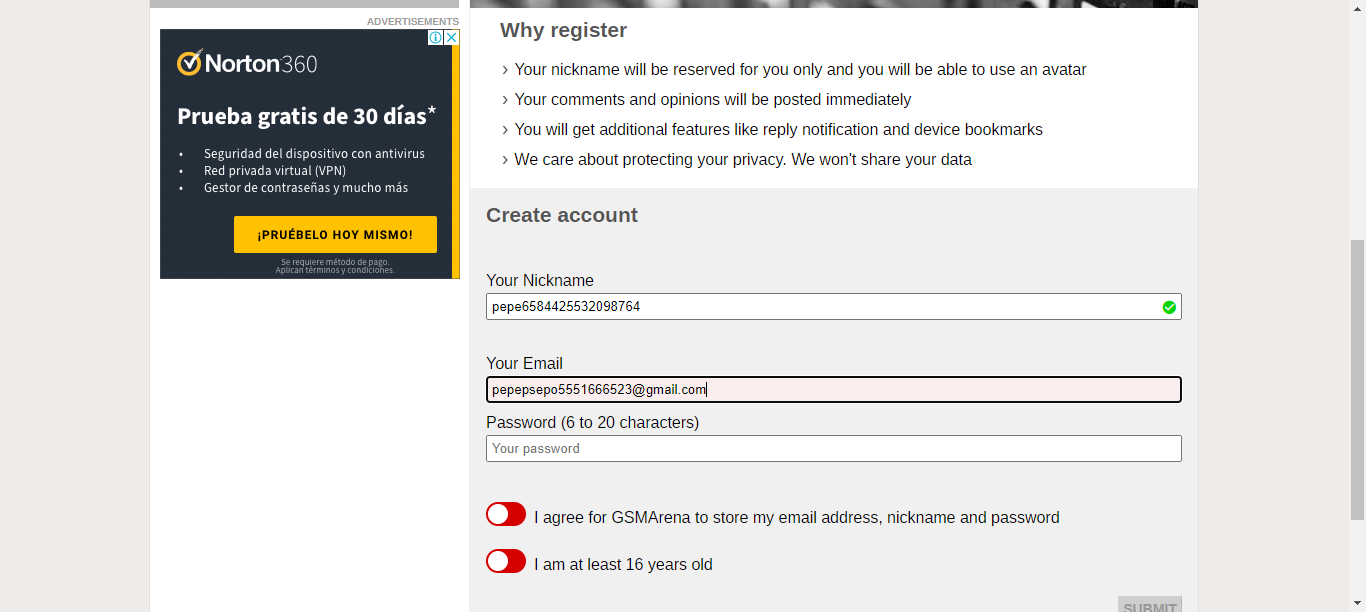 ADVERTISEMENTS
Norton360
Prueba gratis de 30 días*
• Seguridad del dispositivo con antivirus
• Red privada virtual (VPN)
• Gestor de contraseñas y mucho más
¡PRUÉBELO HOY MISMO!
Se requiere método de pago.
Aplican términos y condiciones.
Why register
› Your nickname will be reserved for you only and you will be able to use an avatar
› Your comments and opinions will be posted immediately
› You will get additional features like reply notification and device bookmarks
› We care about protecting your privacy. We won't share your data
Create account
Your Nickname
pepe6584425532098764
Your Email
pepepsepo5551666523@gmail.com
Password (6 to 20 characters)
Your password
I agree for GSMArena to store my email address, nickname and password
I am at least 16 years old
SUBMIT